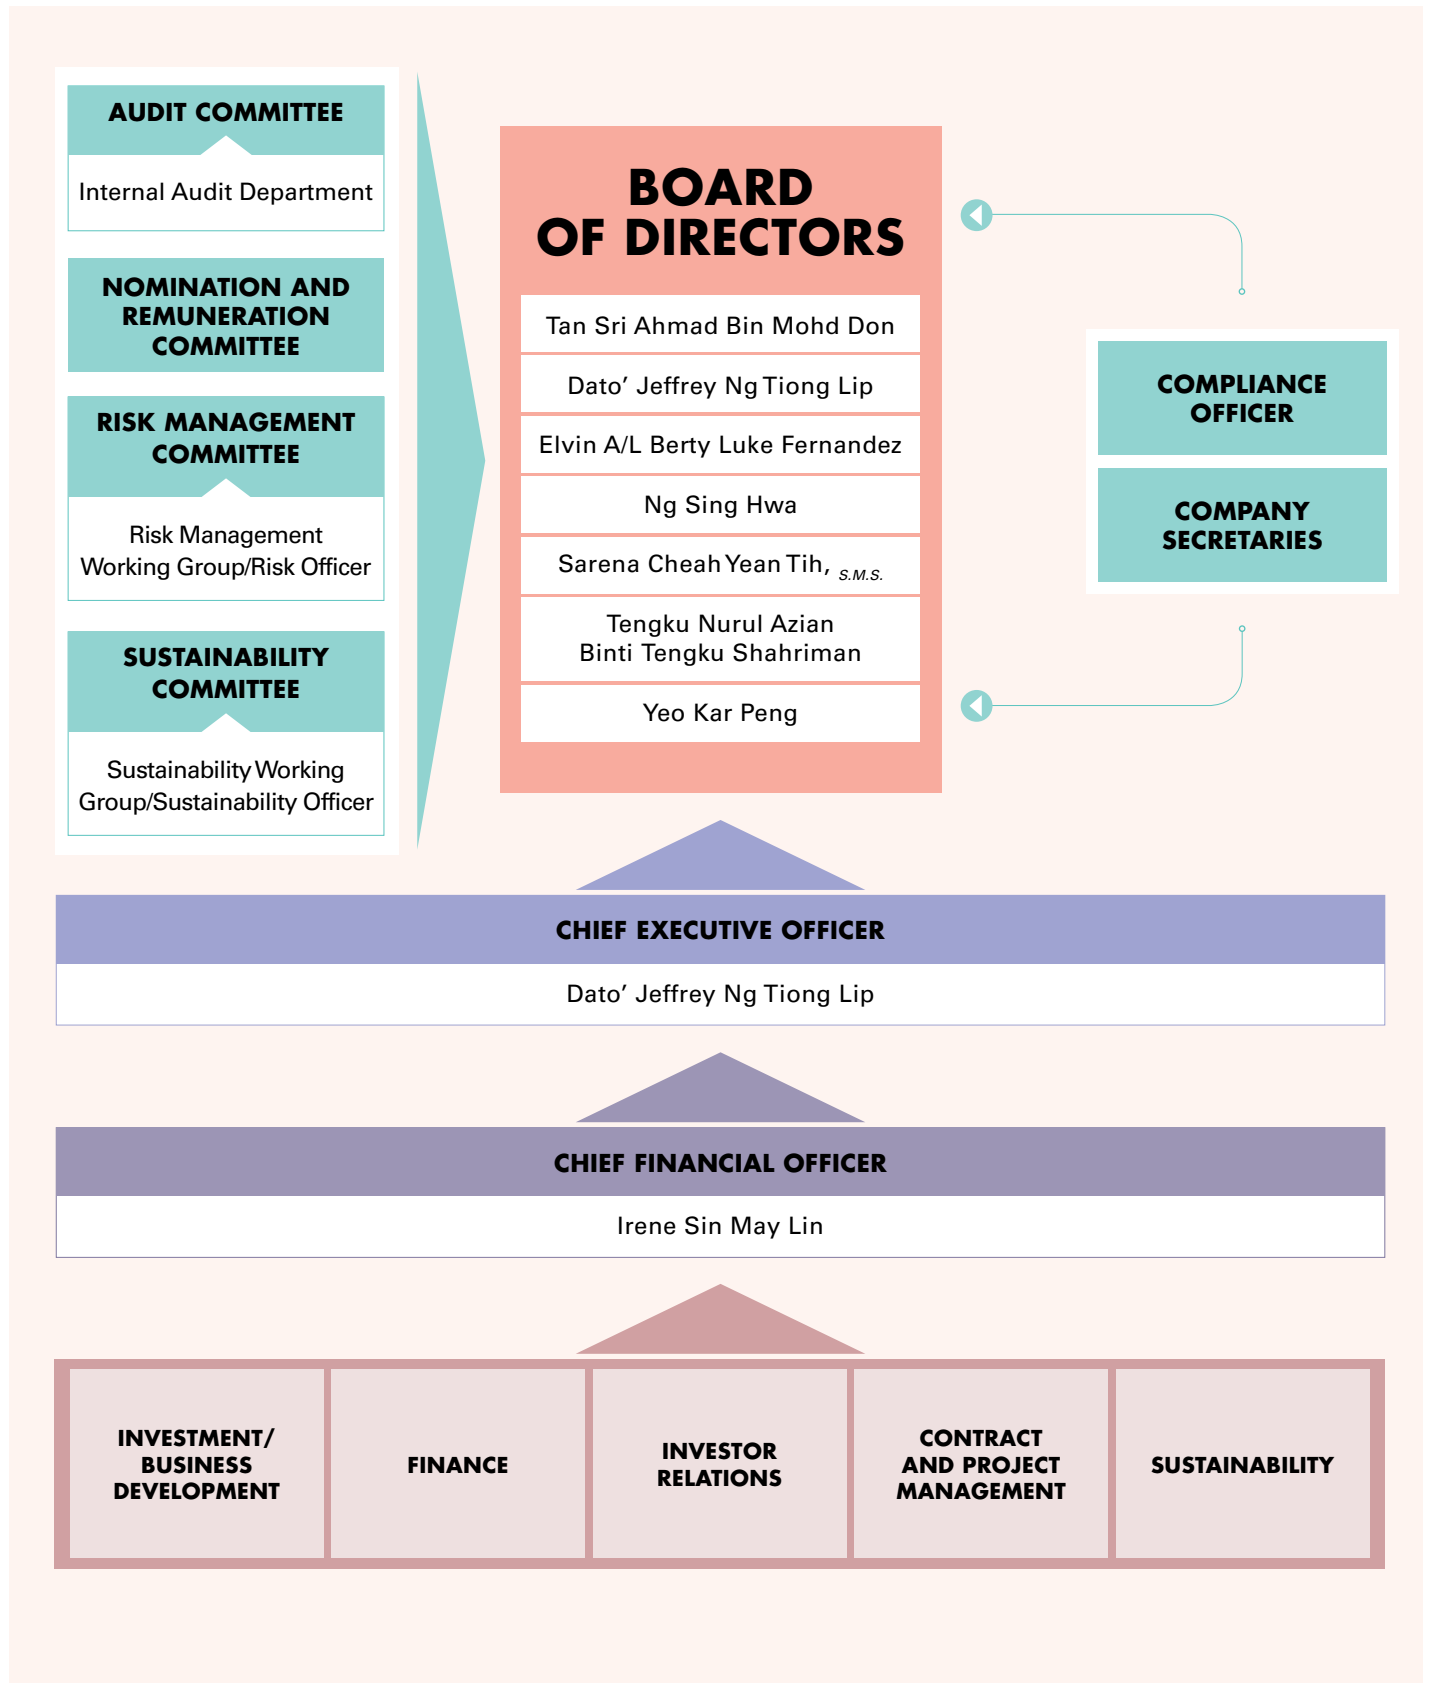 AUDIT COMMITTEE
Internal Audit Department
NOMINATION AND
REMUNERATION
COMMITTEE
RISK MANAGEMENT
COMMITTEE
Risk Management
Working Group/Risk Officer
SUSTAINABILITY
COMMITTEE
Sustainability Working
Group/Sustainability Officer
BOARD
OF DIRECTORS
Tan Sri Ahmad Bin Mohd Don
Dato’ Jeffrey Ng Tiong Lip
Elvin A/L Berty Luke Fernandez
Ng Sing Hwa
Sarena Cheah Yean Tih, S.M.S.
Tengku Nurul Azian
Binti Tengku Shahriman
Yeo Kar Peng
COMPLIANCE
OFFICER
COMPANY
SECRETARIES
CHIEF EXECUTIVE OFFICER
Dato’ Jeffrey Ng Tiong Lip
CHIEF FINANCIAL OFFICER
Irene Sin May Lin
INVESTMENT/
BUSINESS
DEVELOPMENT
FINANCE
INVESTOR
RELATIONS
CONTRACT
AND PROJECT
MANAGEMENT
SUSTAINABILITY